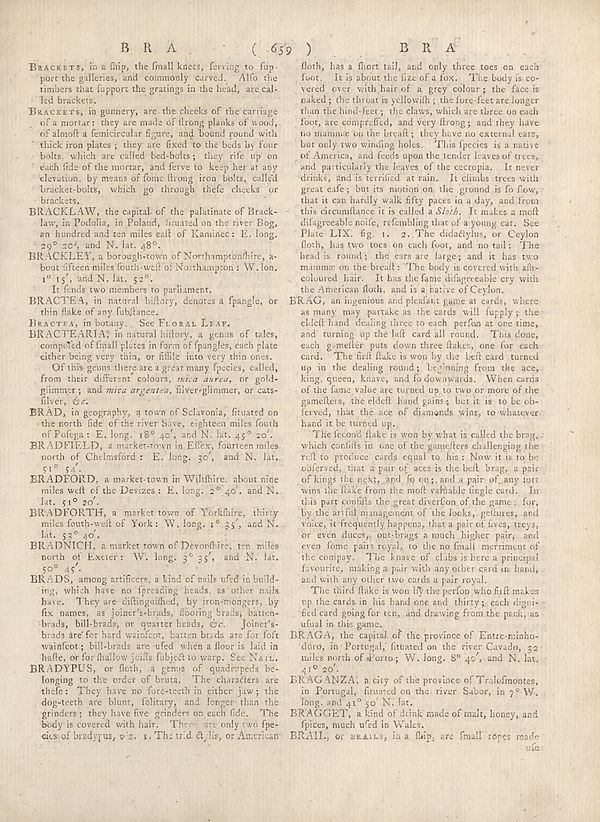 B R A ( 659 ) B R A
BRACKETS, in a ſhip, the ſmall knees, ſerving to ſup-
port the galleries, and commonly carved. Alſo the
timbers that ſupport the gratings in the head, are cal-
led brackets.
BRACKETS, in gunnery, are the cheeks of the carriage
of a mortar: they are made of ſtrong planks of wood,
of almoſt a ſemicircular figure, and bound round with
thick iron plates; they are fixed to the beds by four
bolts, which are called bed-bolts; they riſe up on
each ſide of the mortar, and ſerve to keep her at any
elevation, by means of ſome ſtrong iron bolts, called
bracket-bolts, which go through theſe cheeks or
brackets.
BRACKLAW, the capital of the palatinate of Brack-
law, in Podolia, in Poland, ſituated on the river Bog,
an hundred and ten miles eaſt of Kaminec: E. long.
29° 20′, and N. lat. 48°.
BRACKLEY, a borough-town of Northamptonſhire, a-
bout fifteen miles ſouth-weſt of Northampton: W. lon.
1° 15′, and N. lat. 52°.
It ſends two members to parliament.
BRACTEA, in natural hiſtory, denotes a ſpangle, or
thin flake of any ſubſtance.
BRACTEA, in botany. See FLORAL LEAF.
BRACTEARIA, in natural hiſtory, a genus of talcs,
compoſed of ſmall plates in form of ſpangles, each plate
either being very thin, or fiſſile into very thin ones.
Of this genus there are a great many ſpecies, called,
from their different colours, mica aurea, or gold-
glimmer; and mica argentea, ſilver-glimmer, or cats-
ſilver, &c.
BRAD, in geography, a town of Sclavonia, ſituated on
the north ſide of the river Save, eighteen miles ſouth
of Poſega: E. long. 18° 40′, and N. lat. 45° 20′.
BRADFIELD, a market-town in Eſſex, fourteen miles
north of Chelmsford: E. long. 30′, and N. lat.
51° 54′.
BRADFORD, a market-town in Wiltſhire, about nine
miles weſt of the Devizes: E. long. 2° 40′. and N.
lat. 51° 20′.
BRADFORTH, a market town of Yorkſhire, thirty
miles ſouth-weſt of York: W. long. 1° 35′, and N.
lat. 52° 40′.
BRADNICH, a market town of Devonſhire, ten miles
north of Exeter: W. long. 3° 35′, and N. lat.
50° 45′.
BRADS, among artificers, a kind of nails uſed in build-
ing, which have no ſpreading heads, as other nails
have. They are diſtinguiſhed, by iron-mongers, by
ſix names, as joiner's-brads, flooring brads, batten-
brads, bill-brads, or quarter heads, &c. Joiner's-
brads are for hard wainſcot, batten brads are for ſoft
wainſcot; bill-brads are uſed when a floor is laid in
haſte, or for ſhallow joiſts ſubject to warp. See NAIL.
BRADYPUS, or ſloth, a genus of quadrupeds be-
longing to the order of bruta. The characters are
theſe: They have no fore-teeth in either jaw; the
dog-teeth are blunt, ſolitary, and longer than the
grinders; they have five grinders on each ſide. The
body is covered with hair. There are only two ſpe-
cies of bradypus, viz. 1. The tridactylis, or American
ſloth, has a ſhort tail, and only three toes on each
foot. It is about the ſize of a fox. The body is co-
vered over with hair of a grey colour; the face is
naked; the throat is yellowiſh; the fore-feet are longer
than the hind-feet; the claws, which are three on each
foot, are compreſſed, and very ſtrong; and they have
no mammæ on the breaſt; they have no external ears,
but only two winding holes. This ſpecies is a native
of America, and feeds upon the tender leaves of trees,
and particularly the leaves of the cecropia. It never
drinks, and is terrified at rain. It climbs trees with
great eaſe; but its motion on the ground is ſo ſlow,
that it can hardly walk fifty paces in a day, and from
this circumſtance it is called a Sloth. It makes a moſt
diſagreeable noiſe, reſembling that of a young cat. See
Plate LIX. fig. 1. 2. The didactylus, or Ceylon
ſloth, has two toes on each foot, and no tail: The
head is round; the ears are large; and it has two
mammæ on the breaſt: The body is covered with aſh-
coloured hair. It has the ſame diſagreeable cry with
the American ſloth, and is a native of Ceylon.
BRAG, an ingenious and pleaſant game at cards, where
as many may partake as the cards will ſupply; the
eldeſt hand dealing three to each perſon at one time,
and turning up the laſt card all round. This done,
each gameſter puts down three ſtakes, one for each
card. The firſt ſtake is won by the beſt card turned
up in the dealing round; beginning from the ace,
king, queen, knave, and ſo downwards. When cards
of the ſame value are turned up to two or more of the
gameſters, the eldeſt hand gains; but it is to be ob-
ſerved, that the ace of diamonds wins, to whatever
hand it be turned up.
The ſecond ſtake is won by what is called the brag,
which conſiſts in one of the gameſters challenging the
reſt to produce cards equal to his: Now it is to be
obſerved, that a pair of aces is the beſt brag, a pair
of kings the next, and ſo on; and a pair of any ſort
wins the ſtake from the moſt valuable ſingle card. In
this part conſiſts the great diverſion of the game; for,
by the artful management of the looks, geſtures, and
voice, it frequently happens, that a pair of fives, treys,
or even duces, out-brags a much higher pair, and
even ſome pairs royal, to the no ſmall merriment of
the compay. The knave of clubs is here a principal
favourite, making a pair with any other card in hand,
and with any other two cards a pair royal.
The third ſtake is won by the perſon who firſt makes
up the cards in his hand one and thirty; each digni-
fied card going for ten, and drawing from the pack, as
uſual in this game.
BRAGA, the capital of the province of Entre-minho-
duro, in Portugal, ſituated on the river Cavado, 32
miles north of Porto; W. long. 8° 40′, and N. lat.
41° 20′.
BRAGANZA, a city of the province of Tralofmontes,
in Portugal, ſituated on the river Sabor, in 7° W.
long. and 41° 50′ N. lat.
BRAGGET, a kind of drink made of malt, honey, and
ſpices, much uſed in Wales.
BRAIL, or BRAILS, in a ſhip, are ſmall ropes made
uſe